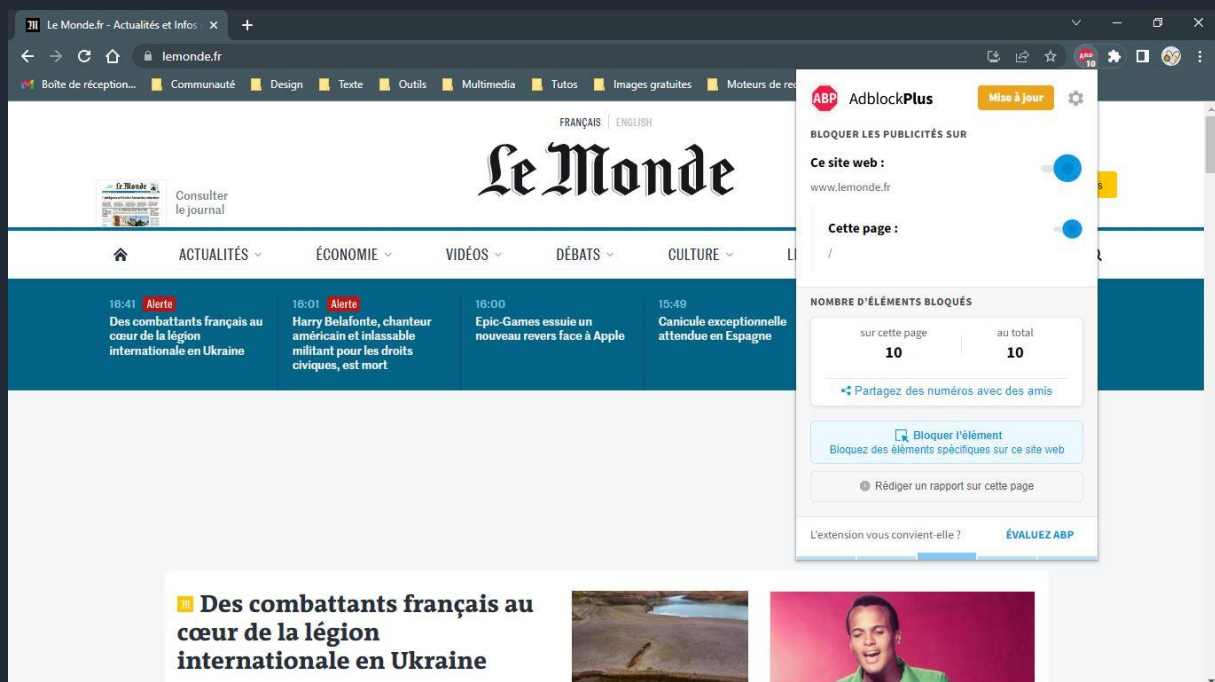 Le Monde.fr - Actualités et Infos
lemonde.fr
Boîte de réception...
Communauté
Design
Texte
Outils
Multimedia
Tutos
Images gratuites
Moteurs de rec
FRANÇAIS
ENGLISH
Le Monde
Le Monde
Consulter
le journal
ACTUALITÉS
ÉCONOMIE
VIDÉOS
DÉBATS
CULTURE
16:41 Alerte
Des combattants français au
cœur de la légion
internationale en Ukraine
16:01 Alerte
Harry Belafonte, chanteur
américain et inlassable
militant pour les droits
civiques, est mort
16:00
Epic-Games essuie un
nouveau revers face à Apple
15:49
Canicule exceptionnelle
attendue en Espagne
ABP
10
ABP AdblockPlus
Mise à jour
BLOQUER LES PUBLICITÉS SUR
Ce site web :
www.lemonde.fr
Cette page :
/
NOMBRE D'ÉLÉMENTS BLOQUÉS
sur cette page
10
au total
10
Partagez des numéros avec des amis
Bloquer l'élément
Bloquez des éléments spécifiques sur ce site web
Rédiger un rapport sur cette page
L'extension vous convient-elle ?
ÉVALUEZ ABP
Des combattants français au
cœur de la légion
internationale en Ukraine